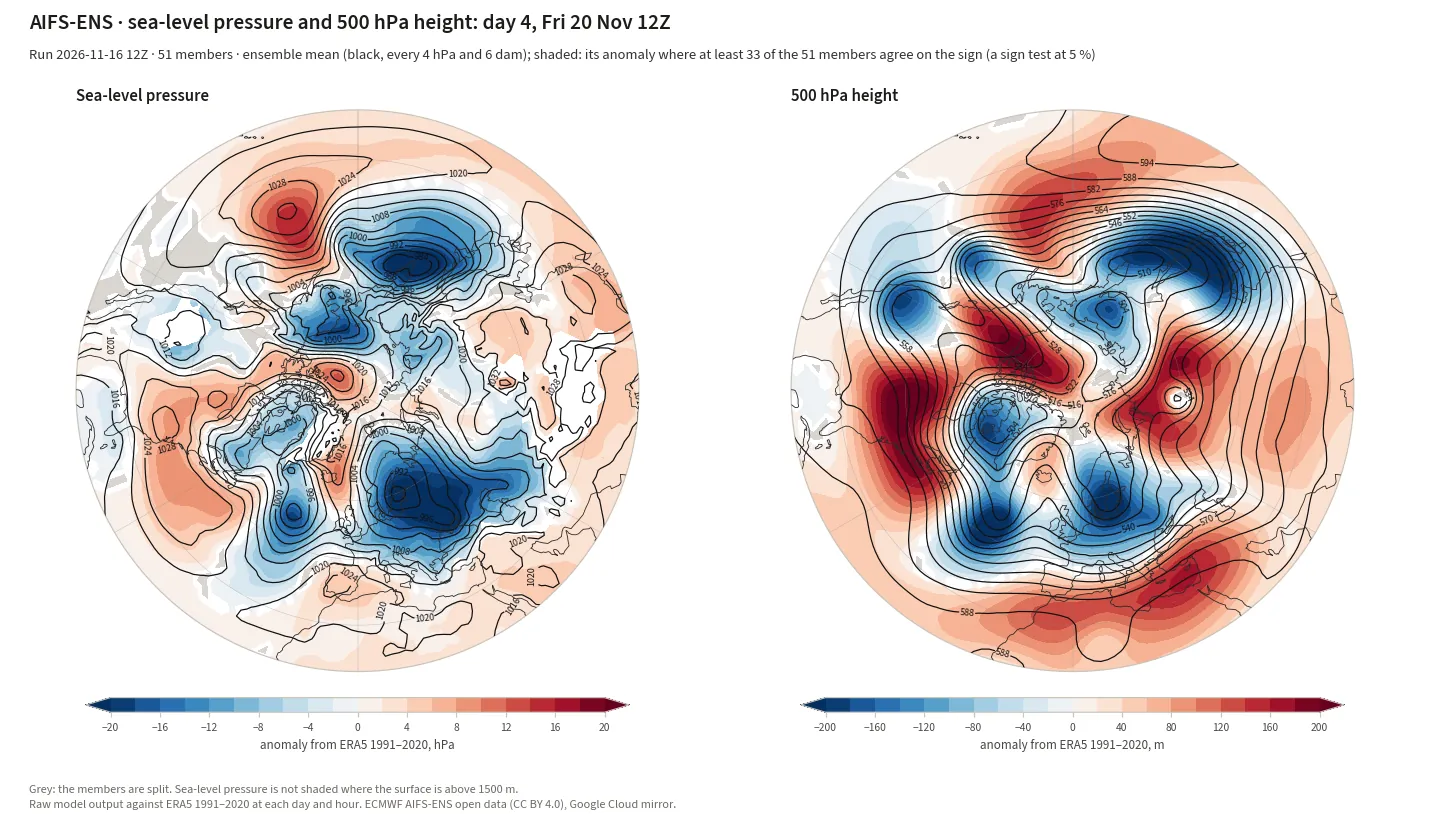 AIFS-ENS · sea-level pressure and 500 hPa height: day 4, Fri 20 Nov 12Z
Run 2026-11-16 12Z · 51 members · ensemble mean (black, every 4 hPa and 6 dam); shaded: its anomaly where at least 33 of the 51 members agree on the sign (a sign test at 5 %)
Sea-level pressure
500 hPa height
−20 −16 −12 −8 −4 0 4 8 12 16 20
anomaly from ERA5 1991–2020, hPa
−200 −160 −120 −80 −40 0 40 80 120 160 200
anomaly from ERA5 1991–2020, m
Grey: the members are split. Sea-level pressure is not shaded where the surface is above 1500 m.
Raw model output against ERA5 1991–2020 at each day and hour. ECMWF AIFS-ENS open data (CC BY 4.0), Google Cloud mirror.